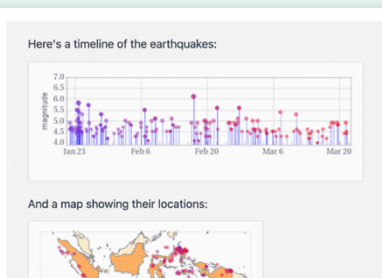 Here's a timeline of the earthquakes:
7.0
6.5
6.0
5.5
5.0
4.5
4.0
magnitude
Jan 23 Feb 6 Feb 20 Mar 6 Mar 20
And a map showing their locations: